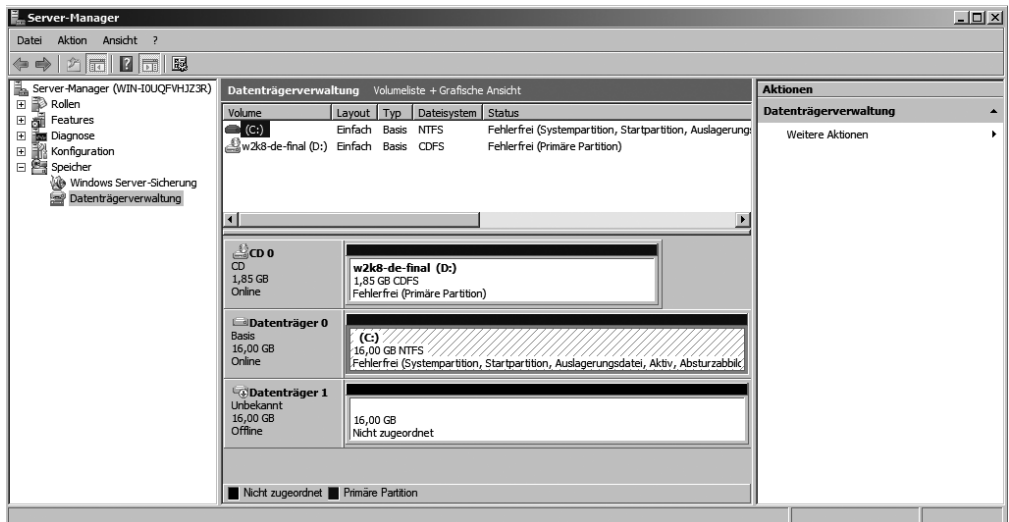 Server-Manager
Datei Aktion Ansicht ?
Server-Manager (WIN-I0UQFVHJZ3R)
Rollen
Features
Diagnose
Konfiguration
Speicher
Windows Server-Sicherung
Datenträgerverwaltung
Datenträgerverwaltung Volumeliste + Grafische Ansicht
Volume Layout Typ Dateisystem Status
(C:) Einfach Basis NTFS Fehlerfrei (Systempartition, Startpartition, Auslagerung
w2k8-de-final (D:) Einfach Basis CDFS Fehlerfrei (Primäre Partition)
CD 0
CD
1,85 GB
Online
w2k8-de-final (D:)
1,85 GB CDFS
Fehlerfrei (Primäre Partition)
Datenträger 0
Basis
16,00 GB
Online
(C:)
16,00 GB NTFS
Fehlerfrei (Systempartition, Startpartition, Auslagerungsdatei, Aktiv, Absturzabbilc
Datenträger 1
Unbekannt
16,00 GB
Offline
16,00 GB
Nicht zugeordnet
Nicht zugeordnet Primäre Partition
Aktionen
Datenträgerverwaltung
Weitere Aktionen